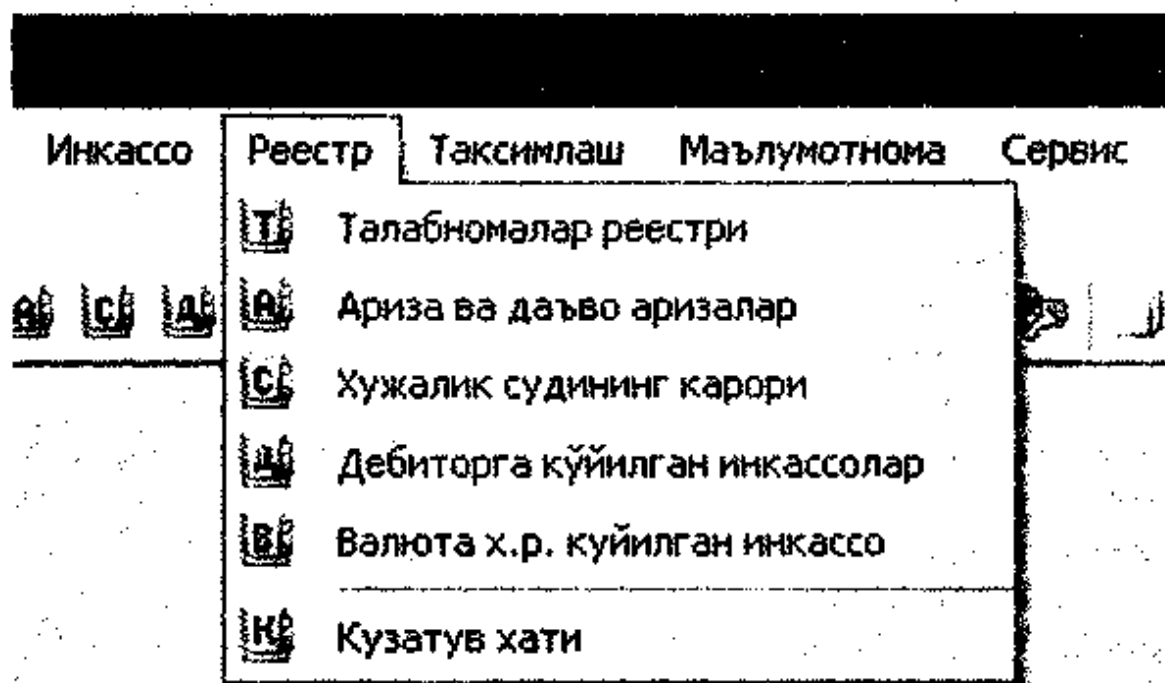 Инкассо Реестр Таксимлаш Маълумотнома Сервис
Т Талабномалар реестри
А С Д
А Ариза ва даъво аризалар
С Хужалик судининг карори
Д Дебиторга қўйилган инкассолар
В Валюта х.р. куйилган инкассо
К Кузатув хати